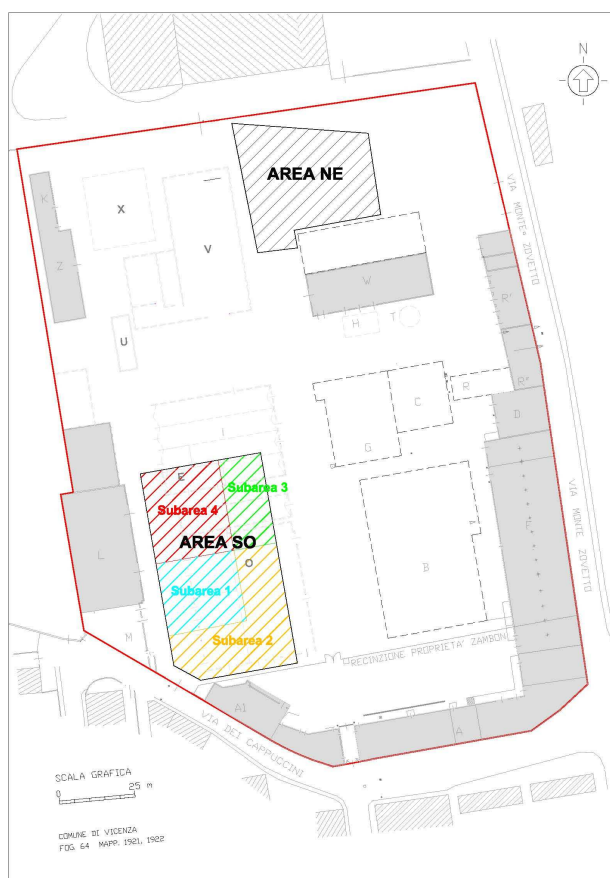 N
AREA NE
VIA MONTE ZOVETTO
K
X
V
Z
W
R'
H
T
U
R
C
R"
I
G
D
E
Subarea 3
Subarea 4
AREA SO
L
O
B
VIA MONTE ZOVETTO
Subarea 1
M
Subarea 2
RECINZIONE PROPRIETA' ZAMBON
A1
A
VIA DEI CAPPUCCINI
SCALA GRAFICA
0 25 m
COMUNE DI VICENZA
FOG. 64 MAPP. 1921, 1922